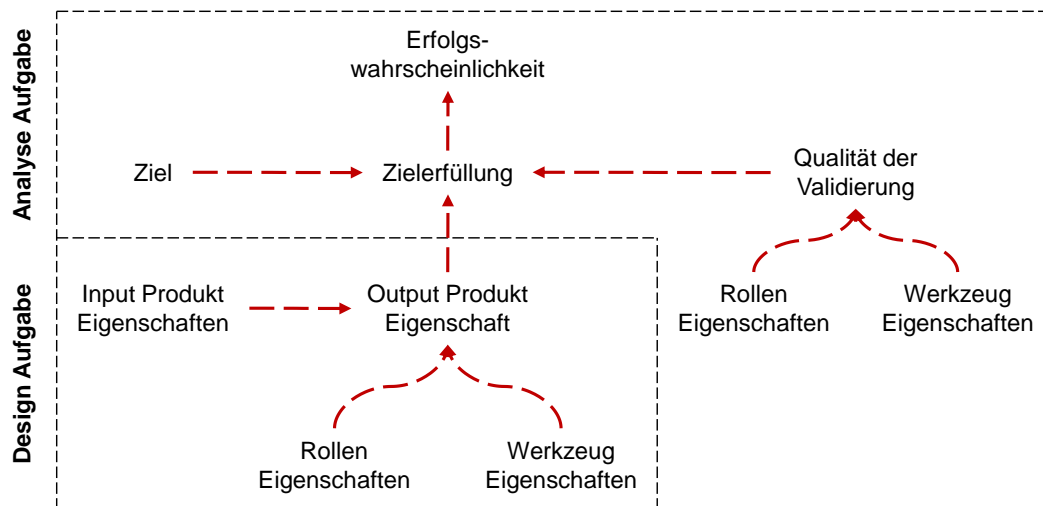 Analyse Aufgabe
Erfolgs-
wahrscheinlichkeit
Ziel
Zielerfüllung
Qualität der
Validierung
Design Aufgabe
Input Produkt
Eigenschaften
Output Produkt
Eigenschaft
Rollen
Eigenschaften
Werkzeug
Eigenschaften
Rollen
Eigenschaften
Werkzeug
Eigenschaften